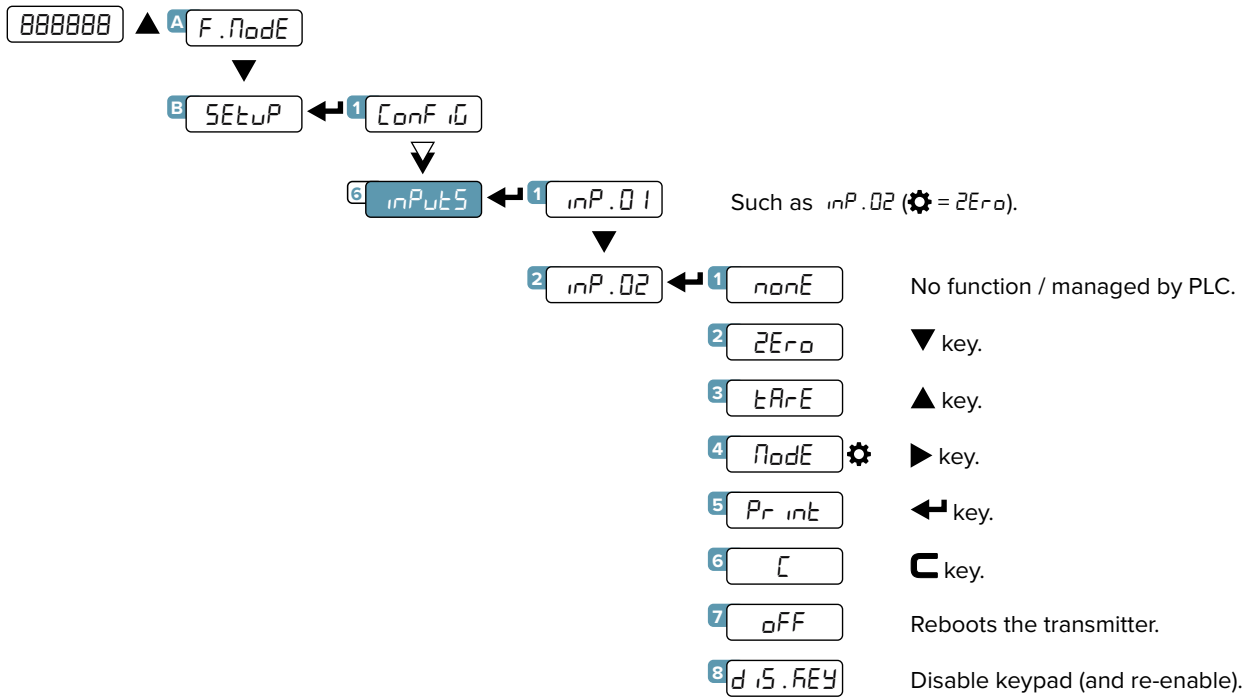 888888 ▲ A F.ModE
▼
B SEtuP ↵ 1 ConFiG
▼
6 inPutS ↵ 1 inP.01 Such as inP.02 (⚙ = ZEro).
▼
2 inP.02 ↵ 1 nonE No function / managed by PLC.
2 ZEro ▼ key.
3 tArE ▲ key.
4 ModE ⚙ ▶ key.
5 Print ↵ key.
6 C C key.
7 oFF Reboots the transmitter.
8 diS.KEY Disable keypad (and re-enable).